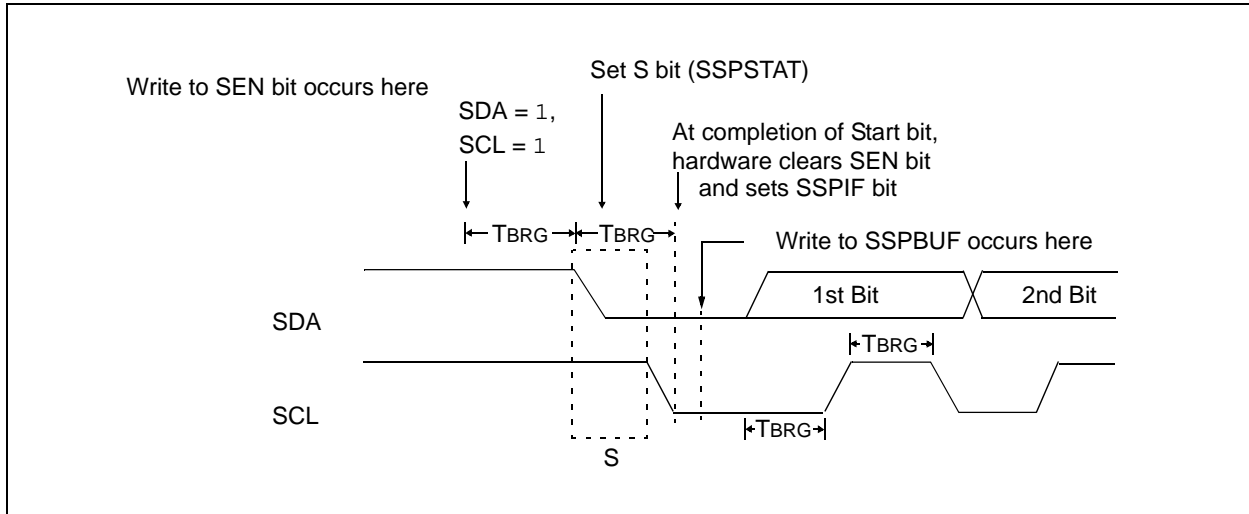 Set S bit (SSPSTAT)
Write to SEN bit occurs here
SDA = 1,
SCL = 1
At completion of Start bit,
hardware clears SEN bit
and sets SSPIF bit
TBRG
TBRG
Write to SSPBUF occurs here
1st Bit
2nd Bit
SDA
TBRG
SCL
TBRG
S